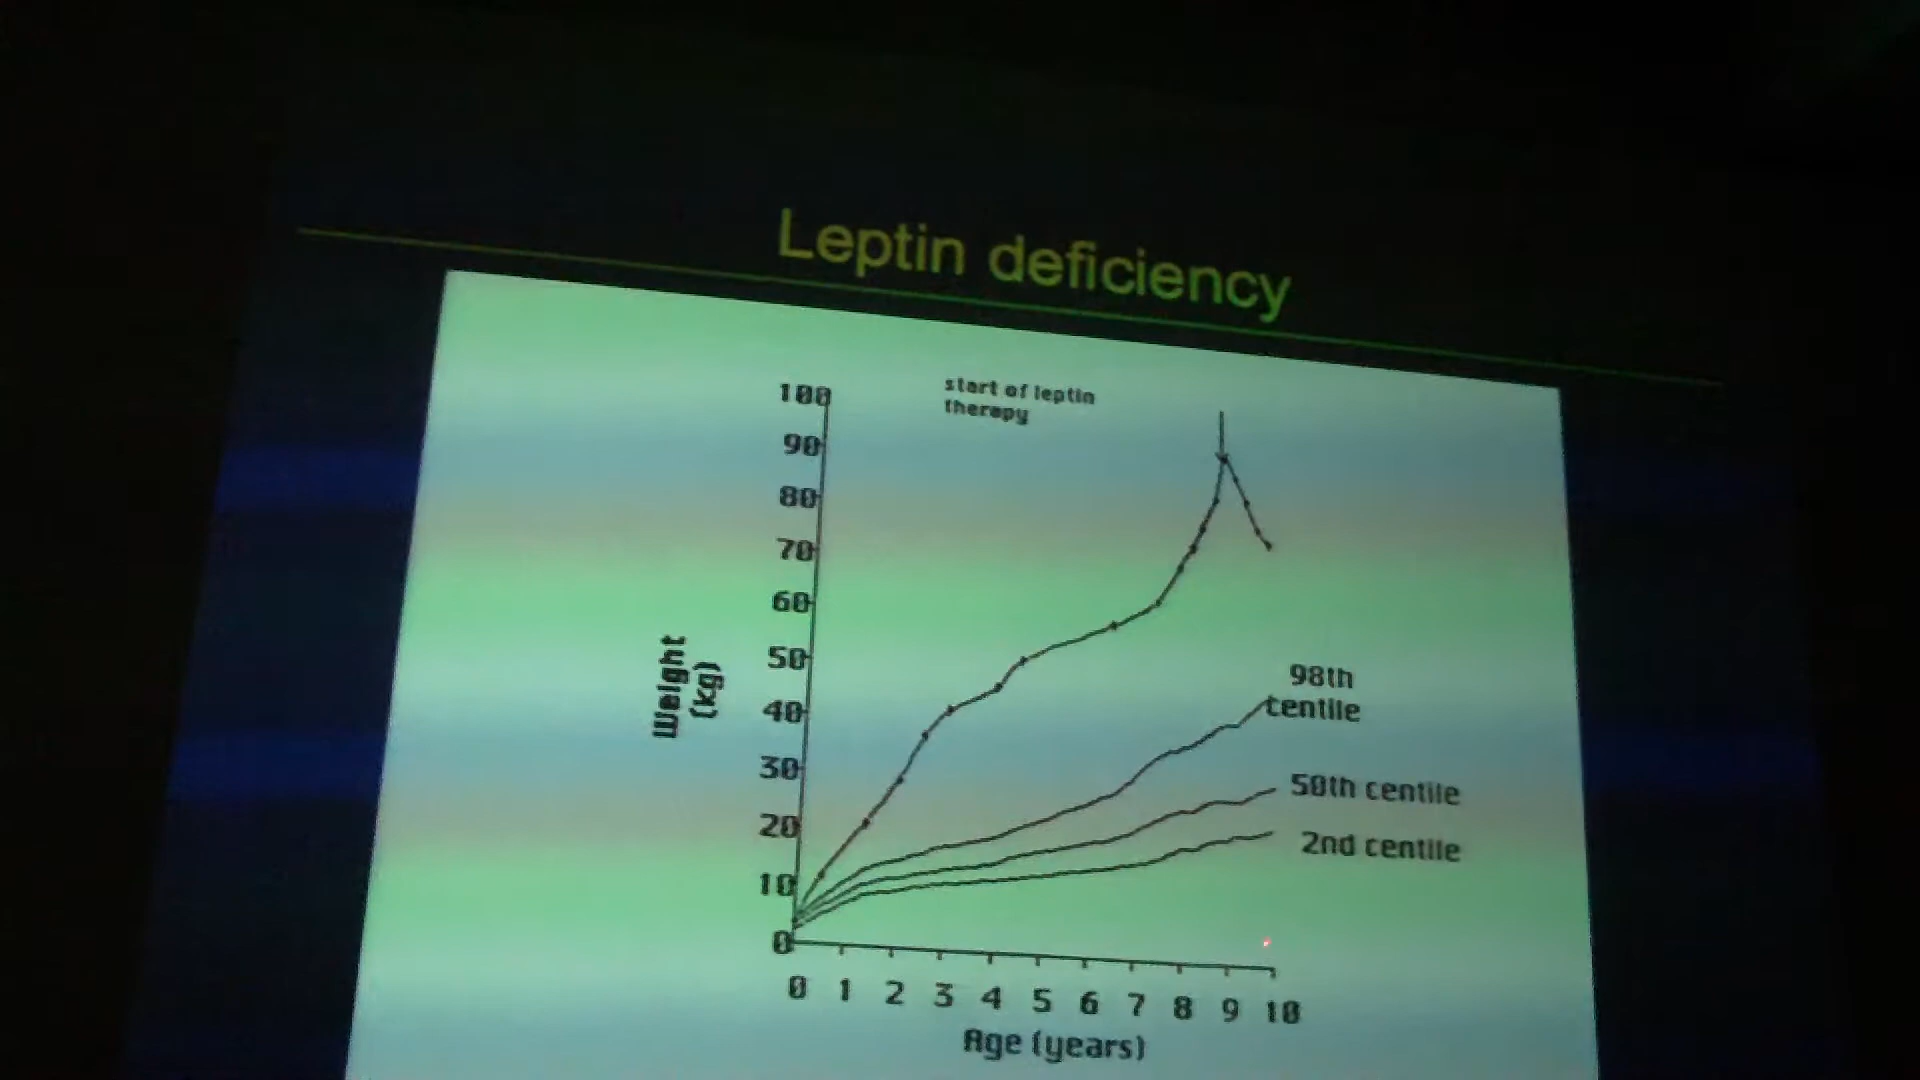 Leptin deficiency
start of leptin
therapy
100
90
80
70
60
50
40
30
20
10
0
Weight
(kg)
98th
centile
50th centile
2nd centile
0 1 2 3 4 5 6 7 8 9 10
Age (years)